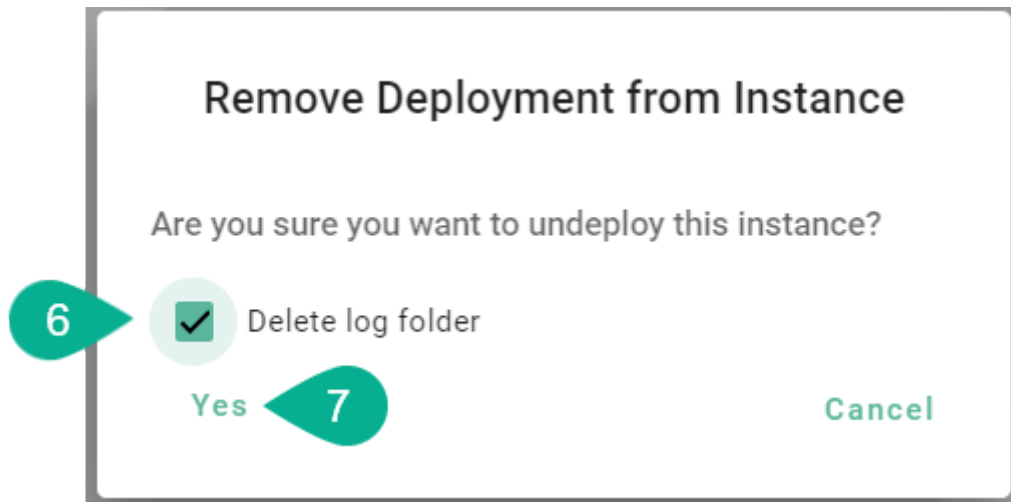 Remove Deployment from Instance
Are you sure you want to undeploy this instance?
6 Delete log folder
Yes 7 Cancel